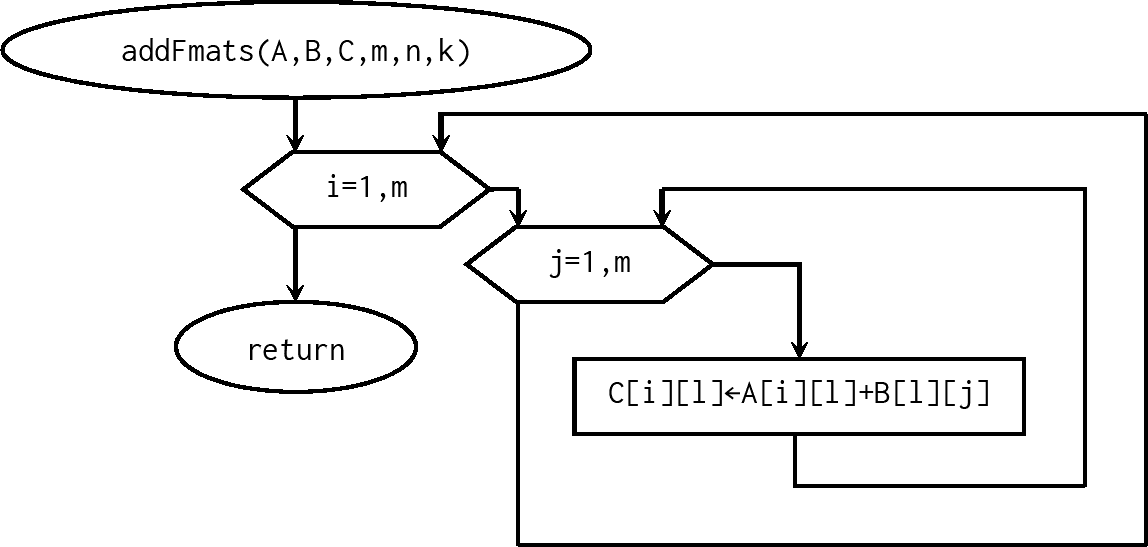 addFmats(A,B,C,m,n,k)
i=1,m
j=1,m
return
C[i][l]←A[i][l]+B[l][j]